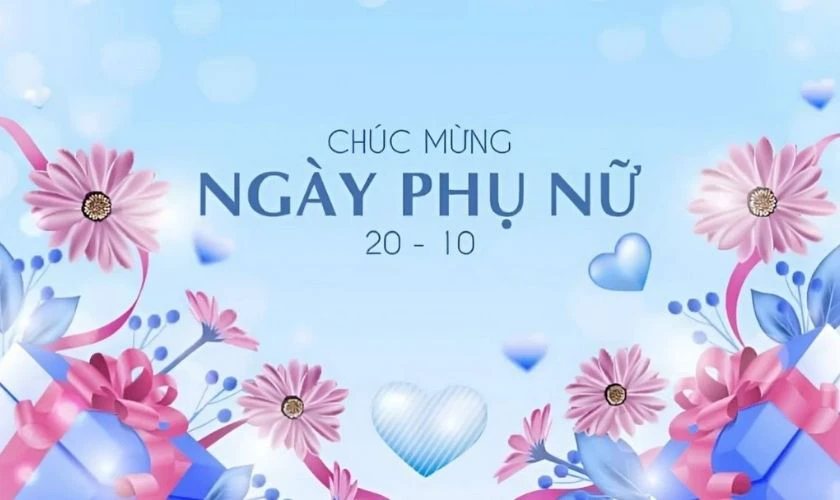 CHÚC MỪNG
NGÀY PHỤ NỮ
20 - 10